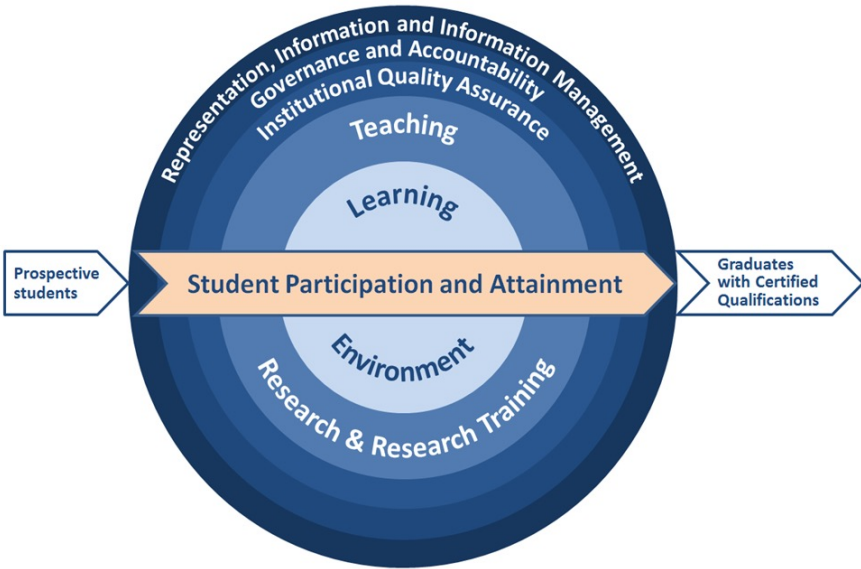 Representation, Information and Information Management
Governance and Accountability
Institutional Quality Assurance
Teaching
Learning
Prospective
students
Student Participation and Attainment
Graduates
with Certified
Qualifications
Environment
Research & Research Training